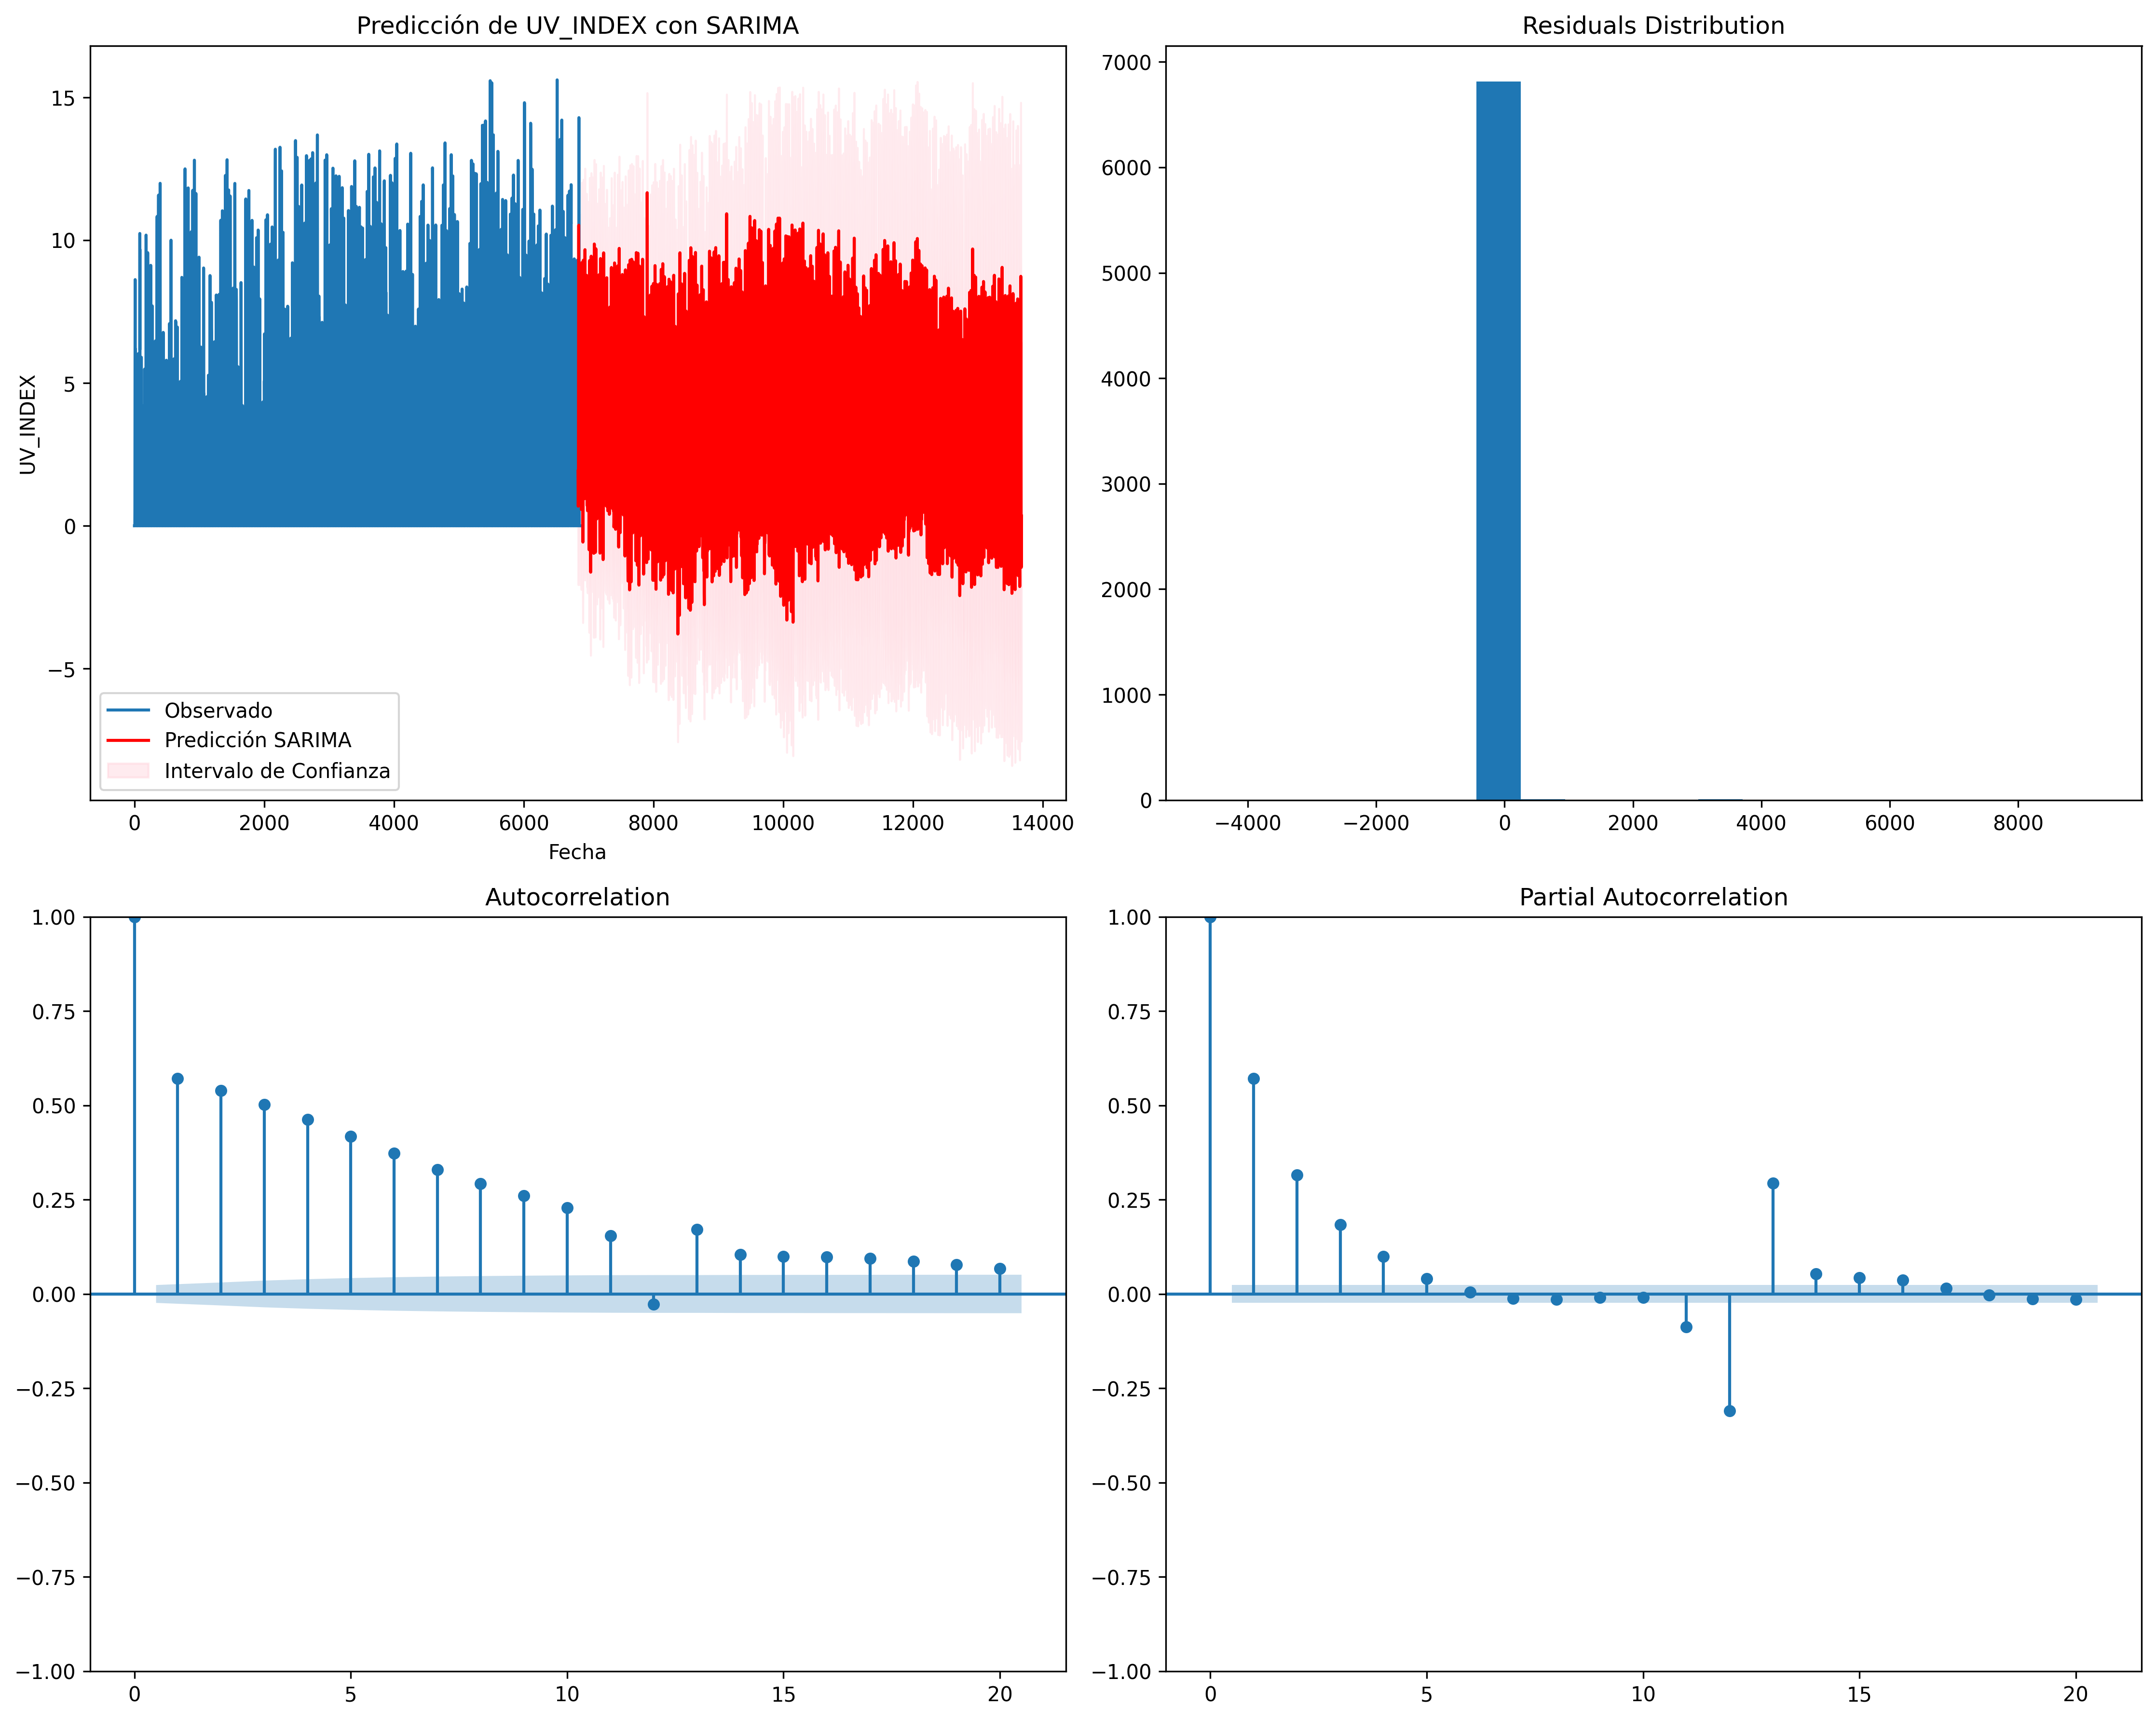 Predicción de UV_INDEX con SARIMA
15
10
5
0
−5
UV_INDEX
0 2000 4000 6000 8000 10000 12000 14000
Fecha
Observado
Predicción SARIMA
Intervalo de Confianza
Residuals Distribution
7000
6000
5000
4000
3000
2000
1000
0
−4000 −2000 0 2000 4000 6000 8000
Autocorrelation
1.00
0.75
0.50
0.25
0.00
−0.25
−0.50
−0.75
−1.00
0 5 10 15 20
Partial Autocorrelation
1.00
0.75
0.50
0.25
0.00
−0.25
−0.50
−0.75
−1.00
0 5 10 15 20